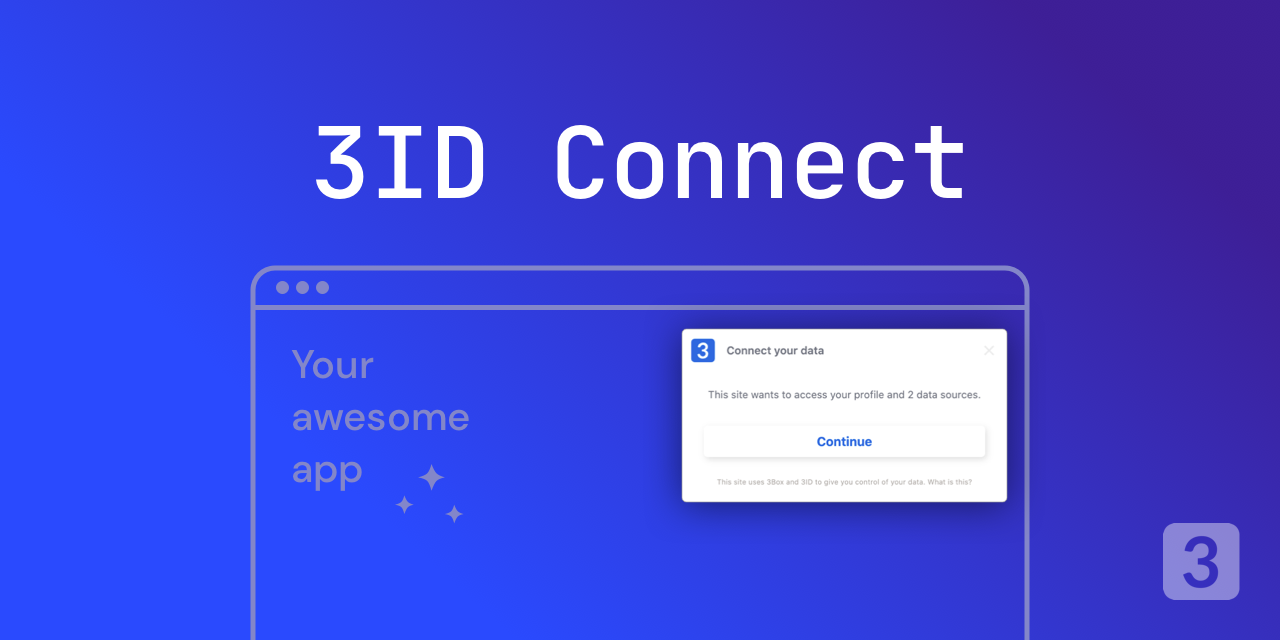 3ID Connect
Your
awesome
app
3 Connect your data
This site wants to access your profile and 2 data sources.
Continue
This site uses 3Box and 3ID to give you control of your data. What is this?
3